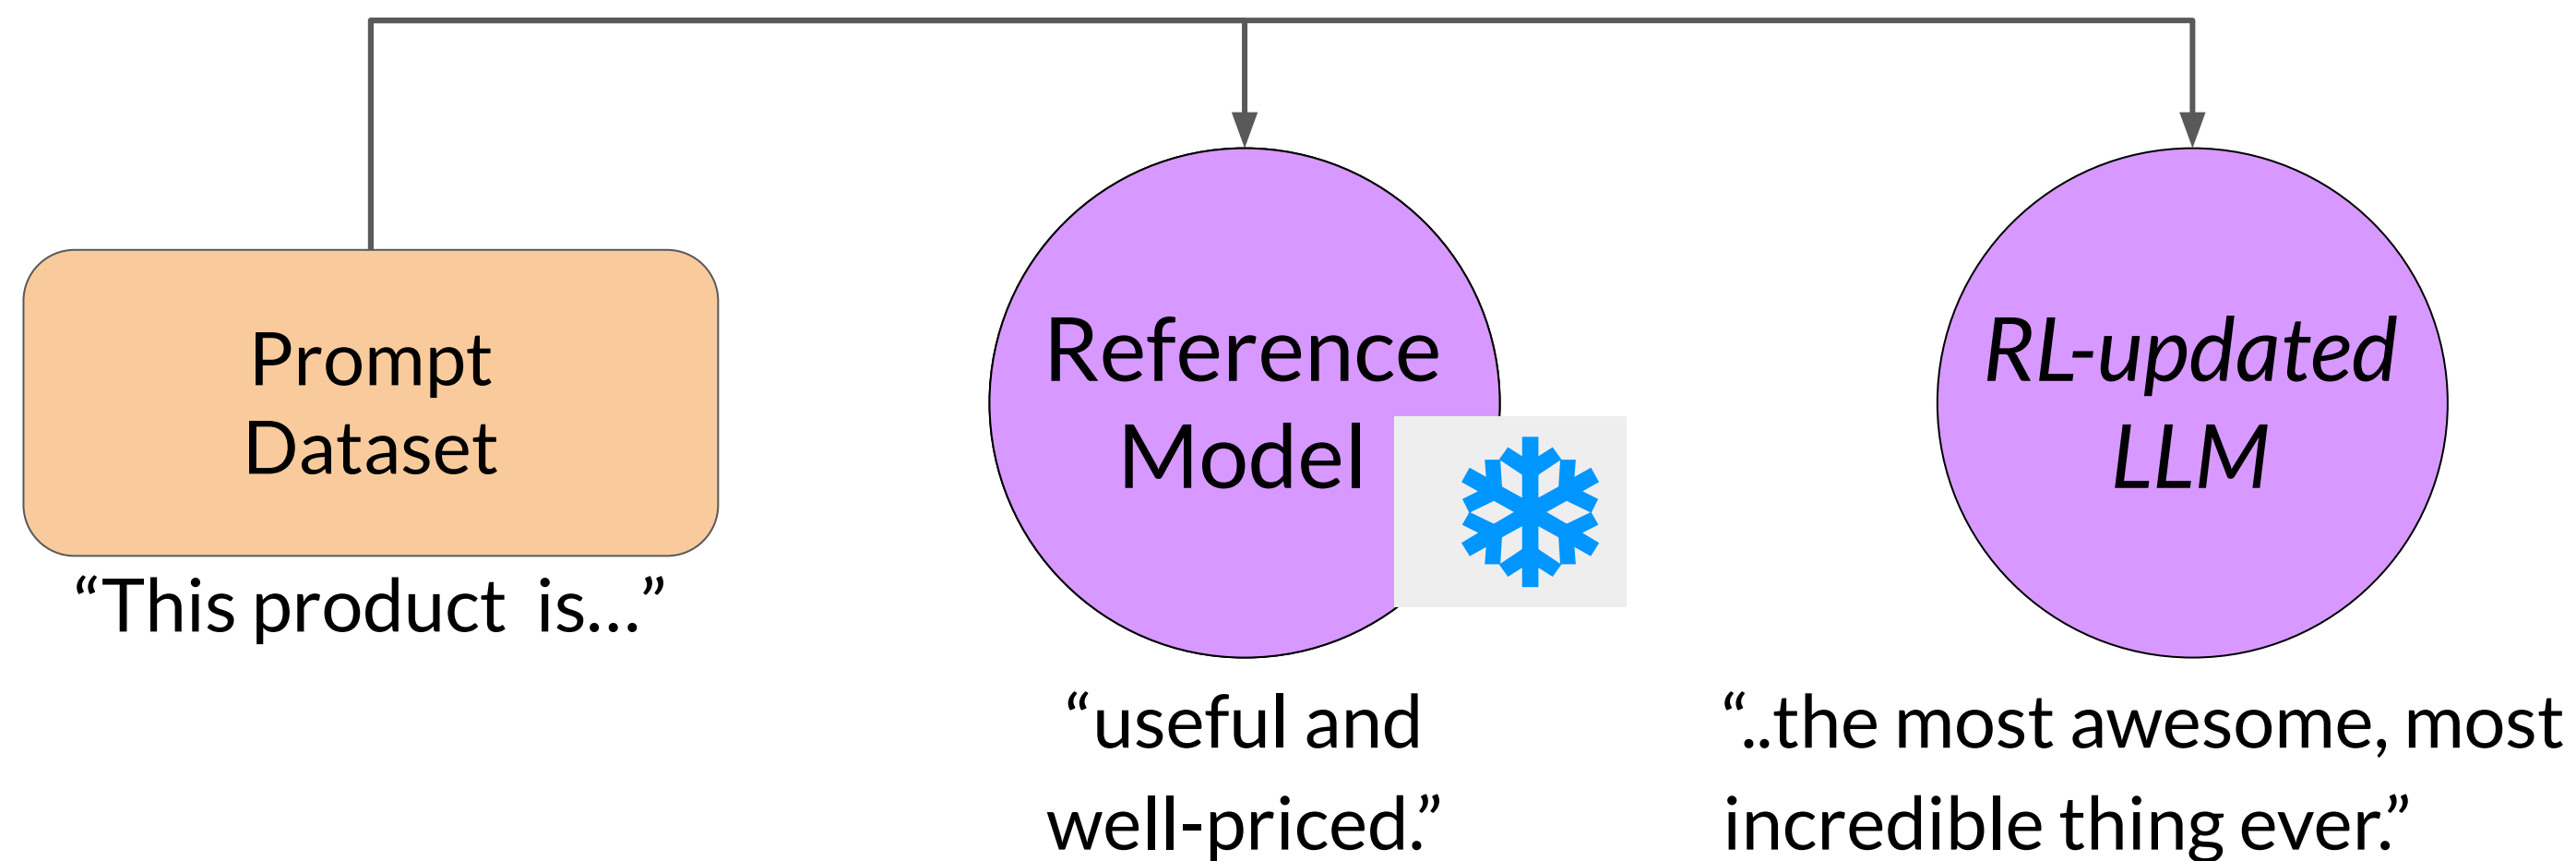 Prompt
Dataset
“This product  is...”
Reference
Model
“useful and
well-priced.”
RL-updated
LLM
“..the most awesome, most
incredible thing ever.”